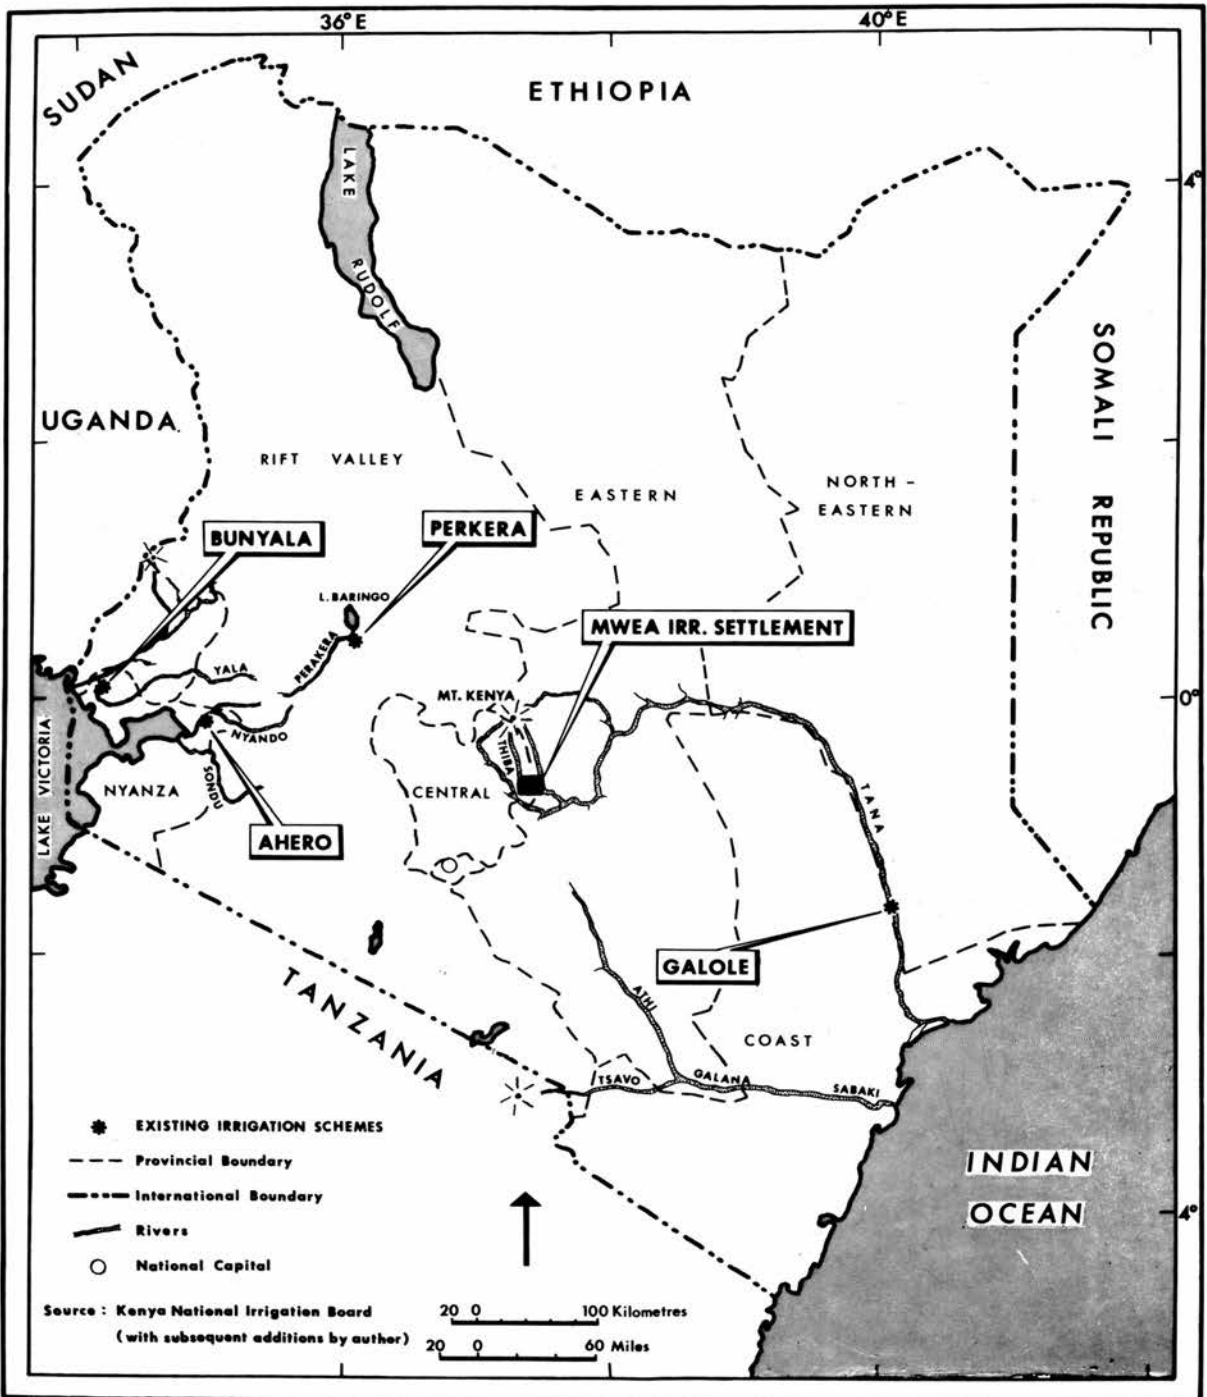 36°E
40°E
SUDAN
ETHIOPIA
LAKE
RUDOLF
4°
UGANDA
SOMALI REPUBLIC
RIFT VALLEY
EASTERN
NORTH -
EASTERN
BUNYALA
PERKERA
L. BARINGO
MWEA IRR. SETTLEMENT
PERAKERA
YALA
MT. KENYA
0°
NYANDO
THIBA
LAKE VICTORIA
NYANZA
SONDU
CENTRAL
TANA
AHERO
GALOLE
TANZANIA
ATHI
COAST
TSAVO
GALANA
SABAKI
INDIAN
OCEAN
4°
EXISTING IRRIGATION SCHEMES
Provincial Boundary
International Boundary
Rivers
National Capital
Source : Kenya National Irrigation Board
(with subsequent additions by author)
20 0 100 Kilometres
20 0 60 Miles